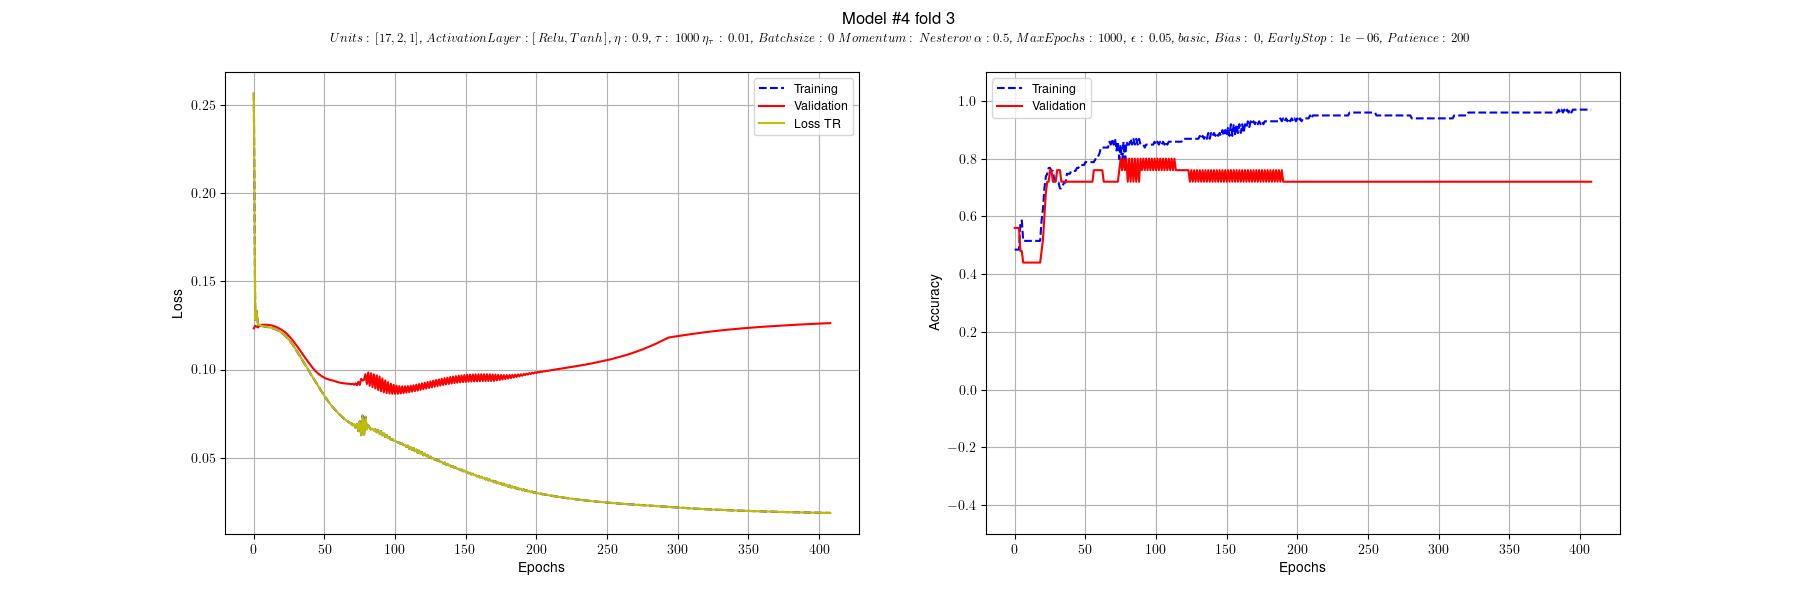 Model #4 fold 3
Units : [17, 2, 1], ActivationLayer : [Relu, Tanh], η : 0.9, τ : 1000 ητ : 0.01, Batchsize : 0 Momentum : Nesterov α : 0.5, MaxEpochs : 1000, ϵ : 0.05, basic, Bias : 0, EarlyStop : 1e − 06, Patience : 200
Training
Validation
Loss TR
0.25
0.20
0.15
0.10
0.05
Loss
0 50 100 150 200 250 300 350 400
Epochs
Training
Validation
1.0
0.8
0.6
0.4
0.2
0.0
−0.2
−0.4
Accuracy
0 50 100 150 200 250 300 350 400
Epochs